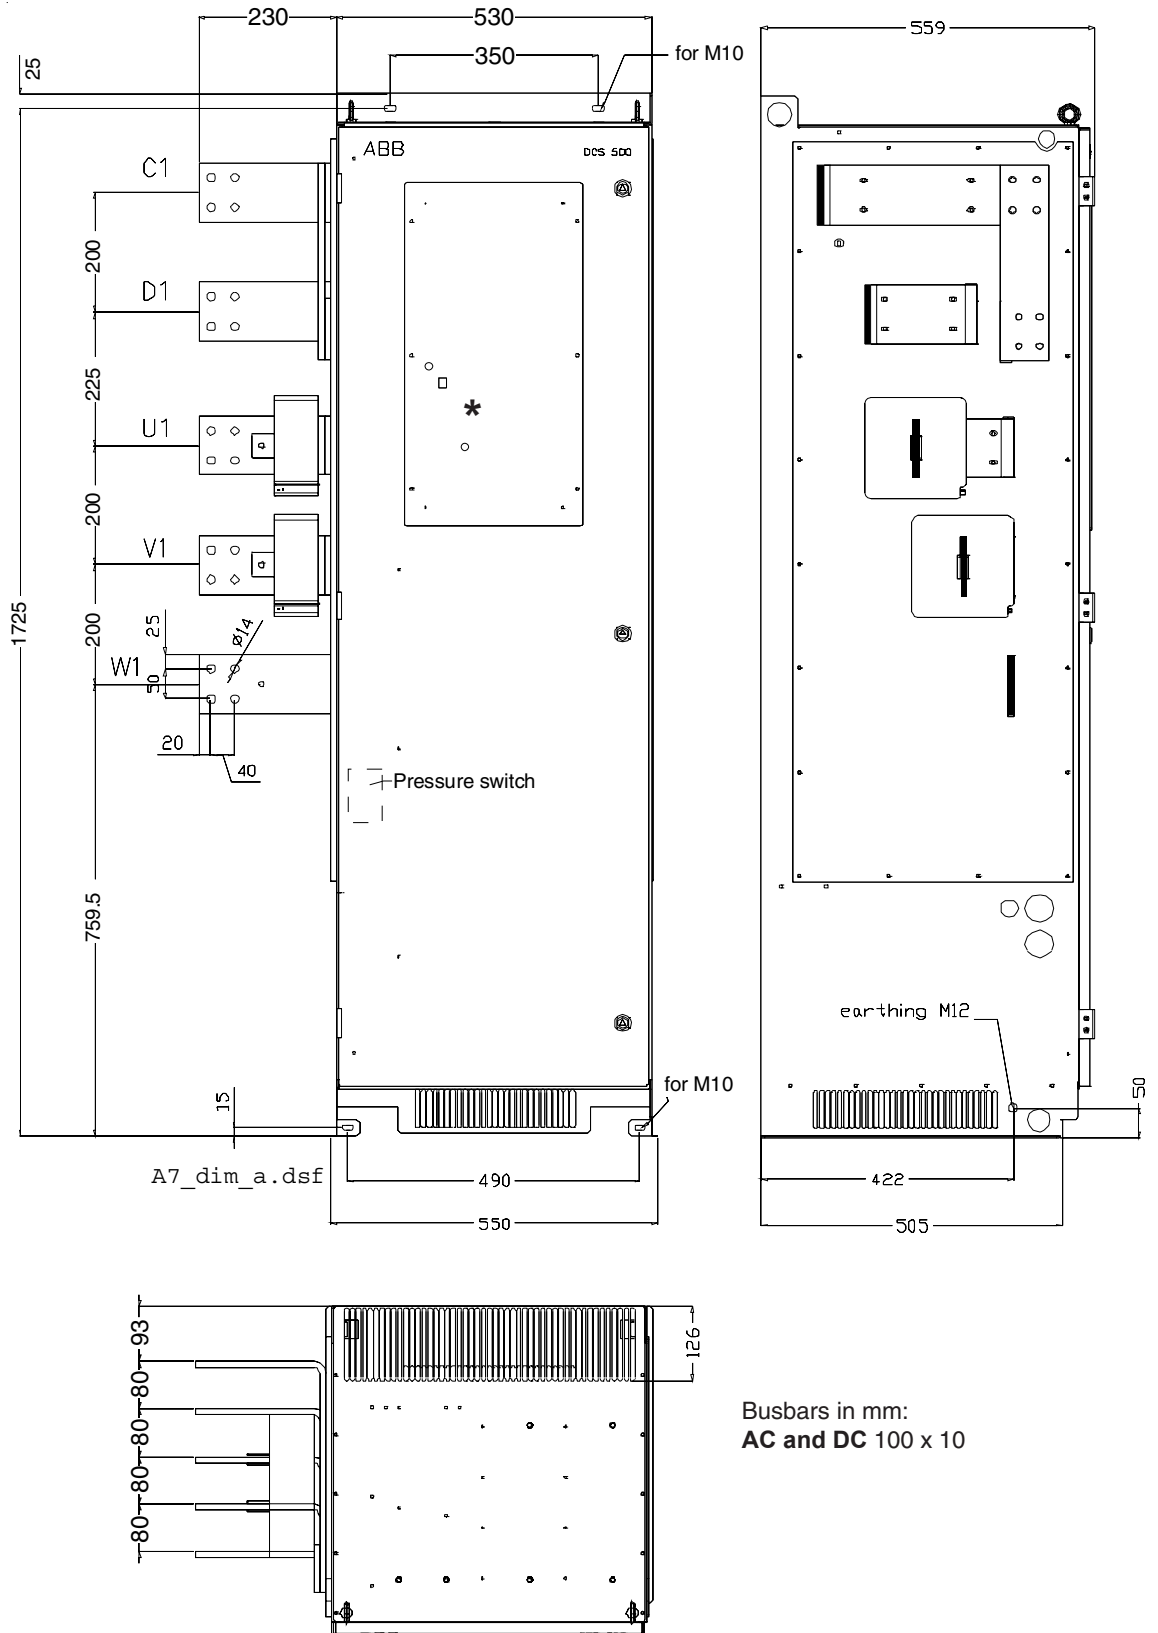 230
530
559
350
for M10
25
ABB
DCS 500
C1
200
D1
225
U1
200
V1
1725
200
25
ø14
W1
50
20
40
Pressure switch
759.5
earthing M12
for M10
15
50
A7_dim_a.dsf
490
422
550
505
93
126
80
80
80
80
Busbars in mm:
AC and DC 100 x 10
*